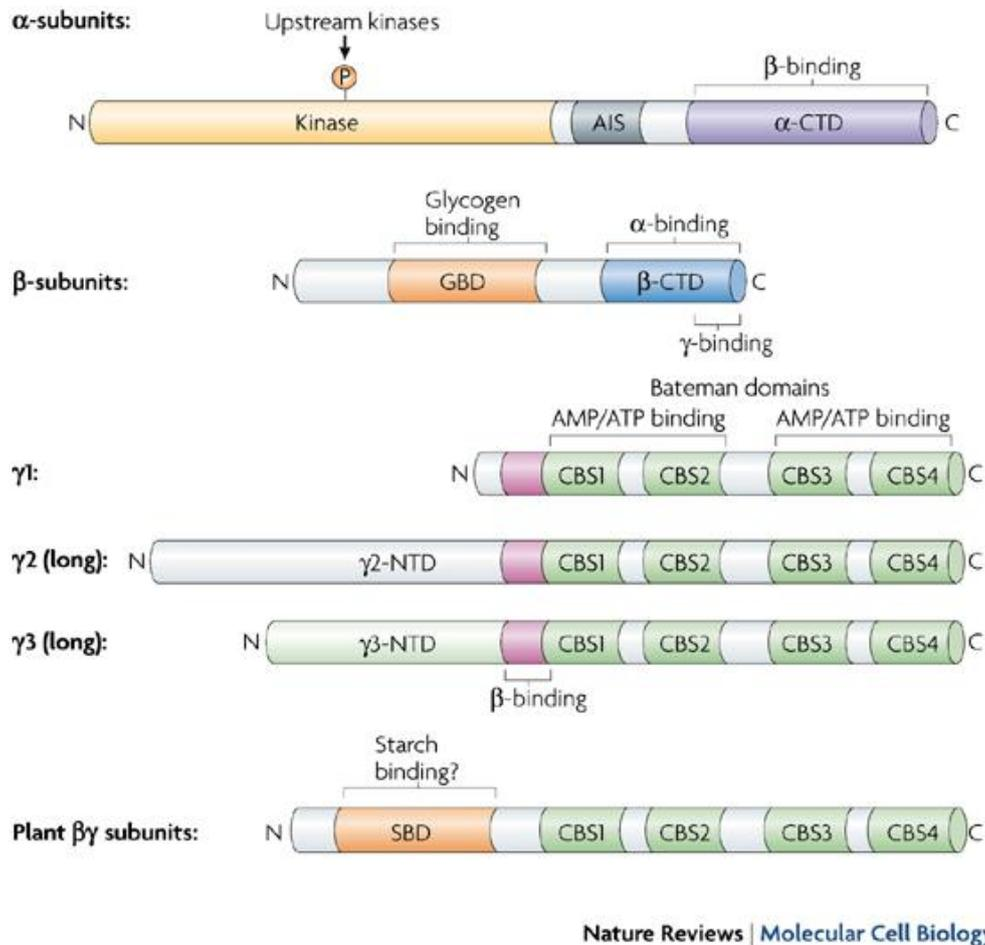 α-subunits:
Upstream kinases
P
β-binding
N Kinase AIS α-CTD C
Glycogen
binding
α-binding
β-subunits:
N GBD β-CTD C
γ-binding
Bateman domains
AMP/ATP binding AMP/ATP binding
γ1:
N CBS1 CBS2 CBS3 CBS4 C
γ2 (long):
N γ2-NTD CBS1 CBS2 CBS3 CBS4 C
γ3 (long):
N γ3-NTD CBS1 CBS2 CBS3 CBS4 C
β-binding
Starch
binding?
Plant βγ subunits:
N SBD CBS1 CBS2 CBS3 CBS4 C
Nature Reviews | Molecular Cell Biology